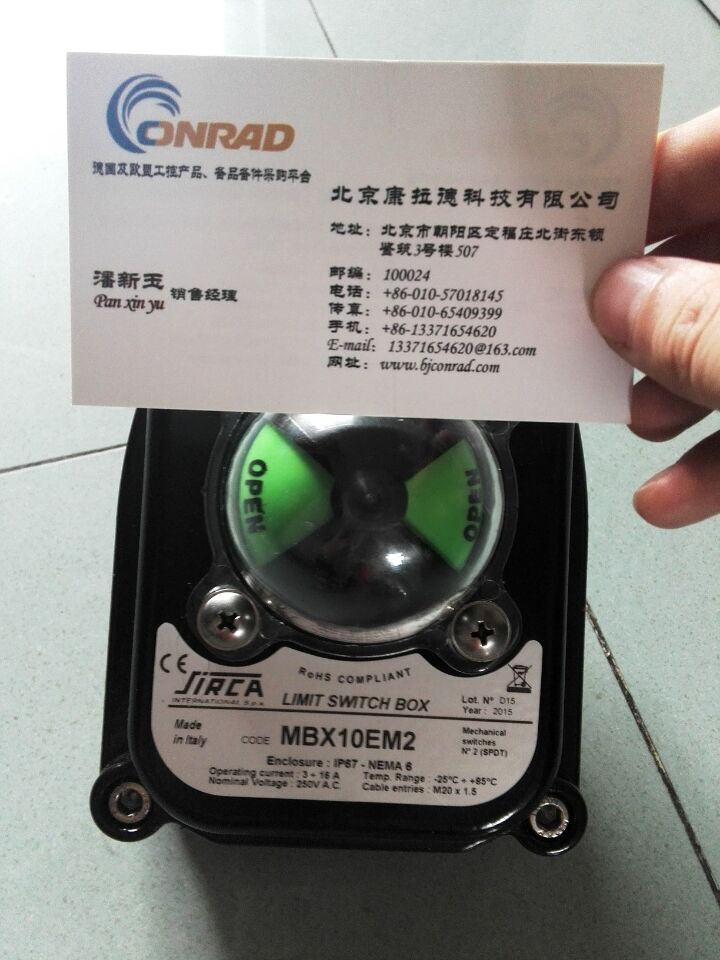 CONRAD
德国及欧盟工控产品、备品备件采购平台
北京康拉德科技有限公司
地址：北京市朝阳区定福庄北街东领
鉴筑3号楼507
潘新玉 销售经理
Pan xin yu
邮编：100024
电话：+86-010-57018145
传真：+86-010-65409399
手机：+86-13371654620
E-mail：13371654620@163.com
网址：www.bjconrad.com
OPEN
OPEN
CE
SIRCA
INTERNATIONAL S.p.A.
RoHS COMPLIANT
LIMIT SWITCH BOX
Lot. N° D15
Year : 2015
Made
in Italy
CODE MBX10EM2
Mechanical
switches
N° 2 (SPDT)
Enclosure : IP67 - NEMA 6
Operating current : 3 ÷ 16 A
Temp. Range : -25°C ÷ +85°C
Nominal Voltage : 250V A.C.
Cable entries : M20 x 1.5